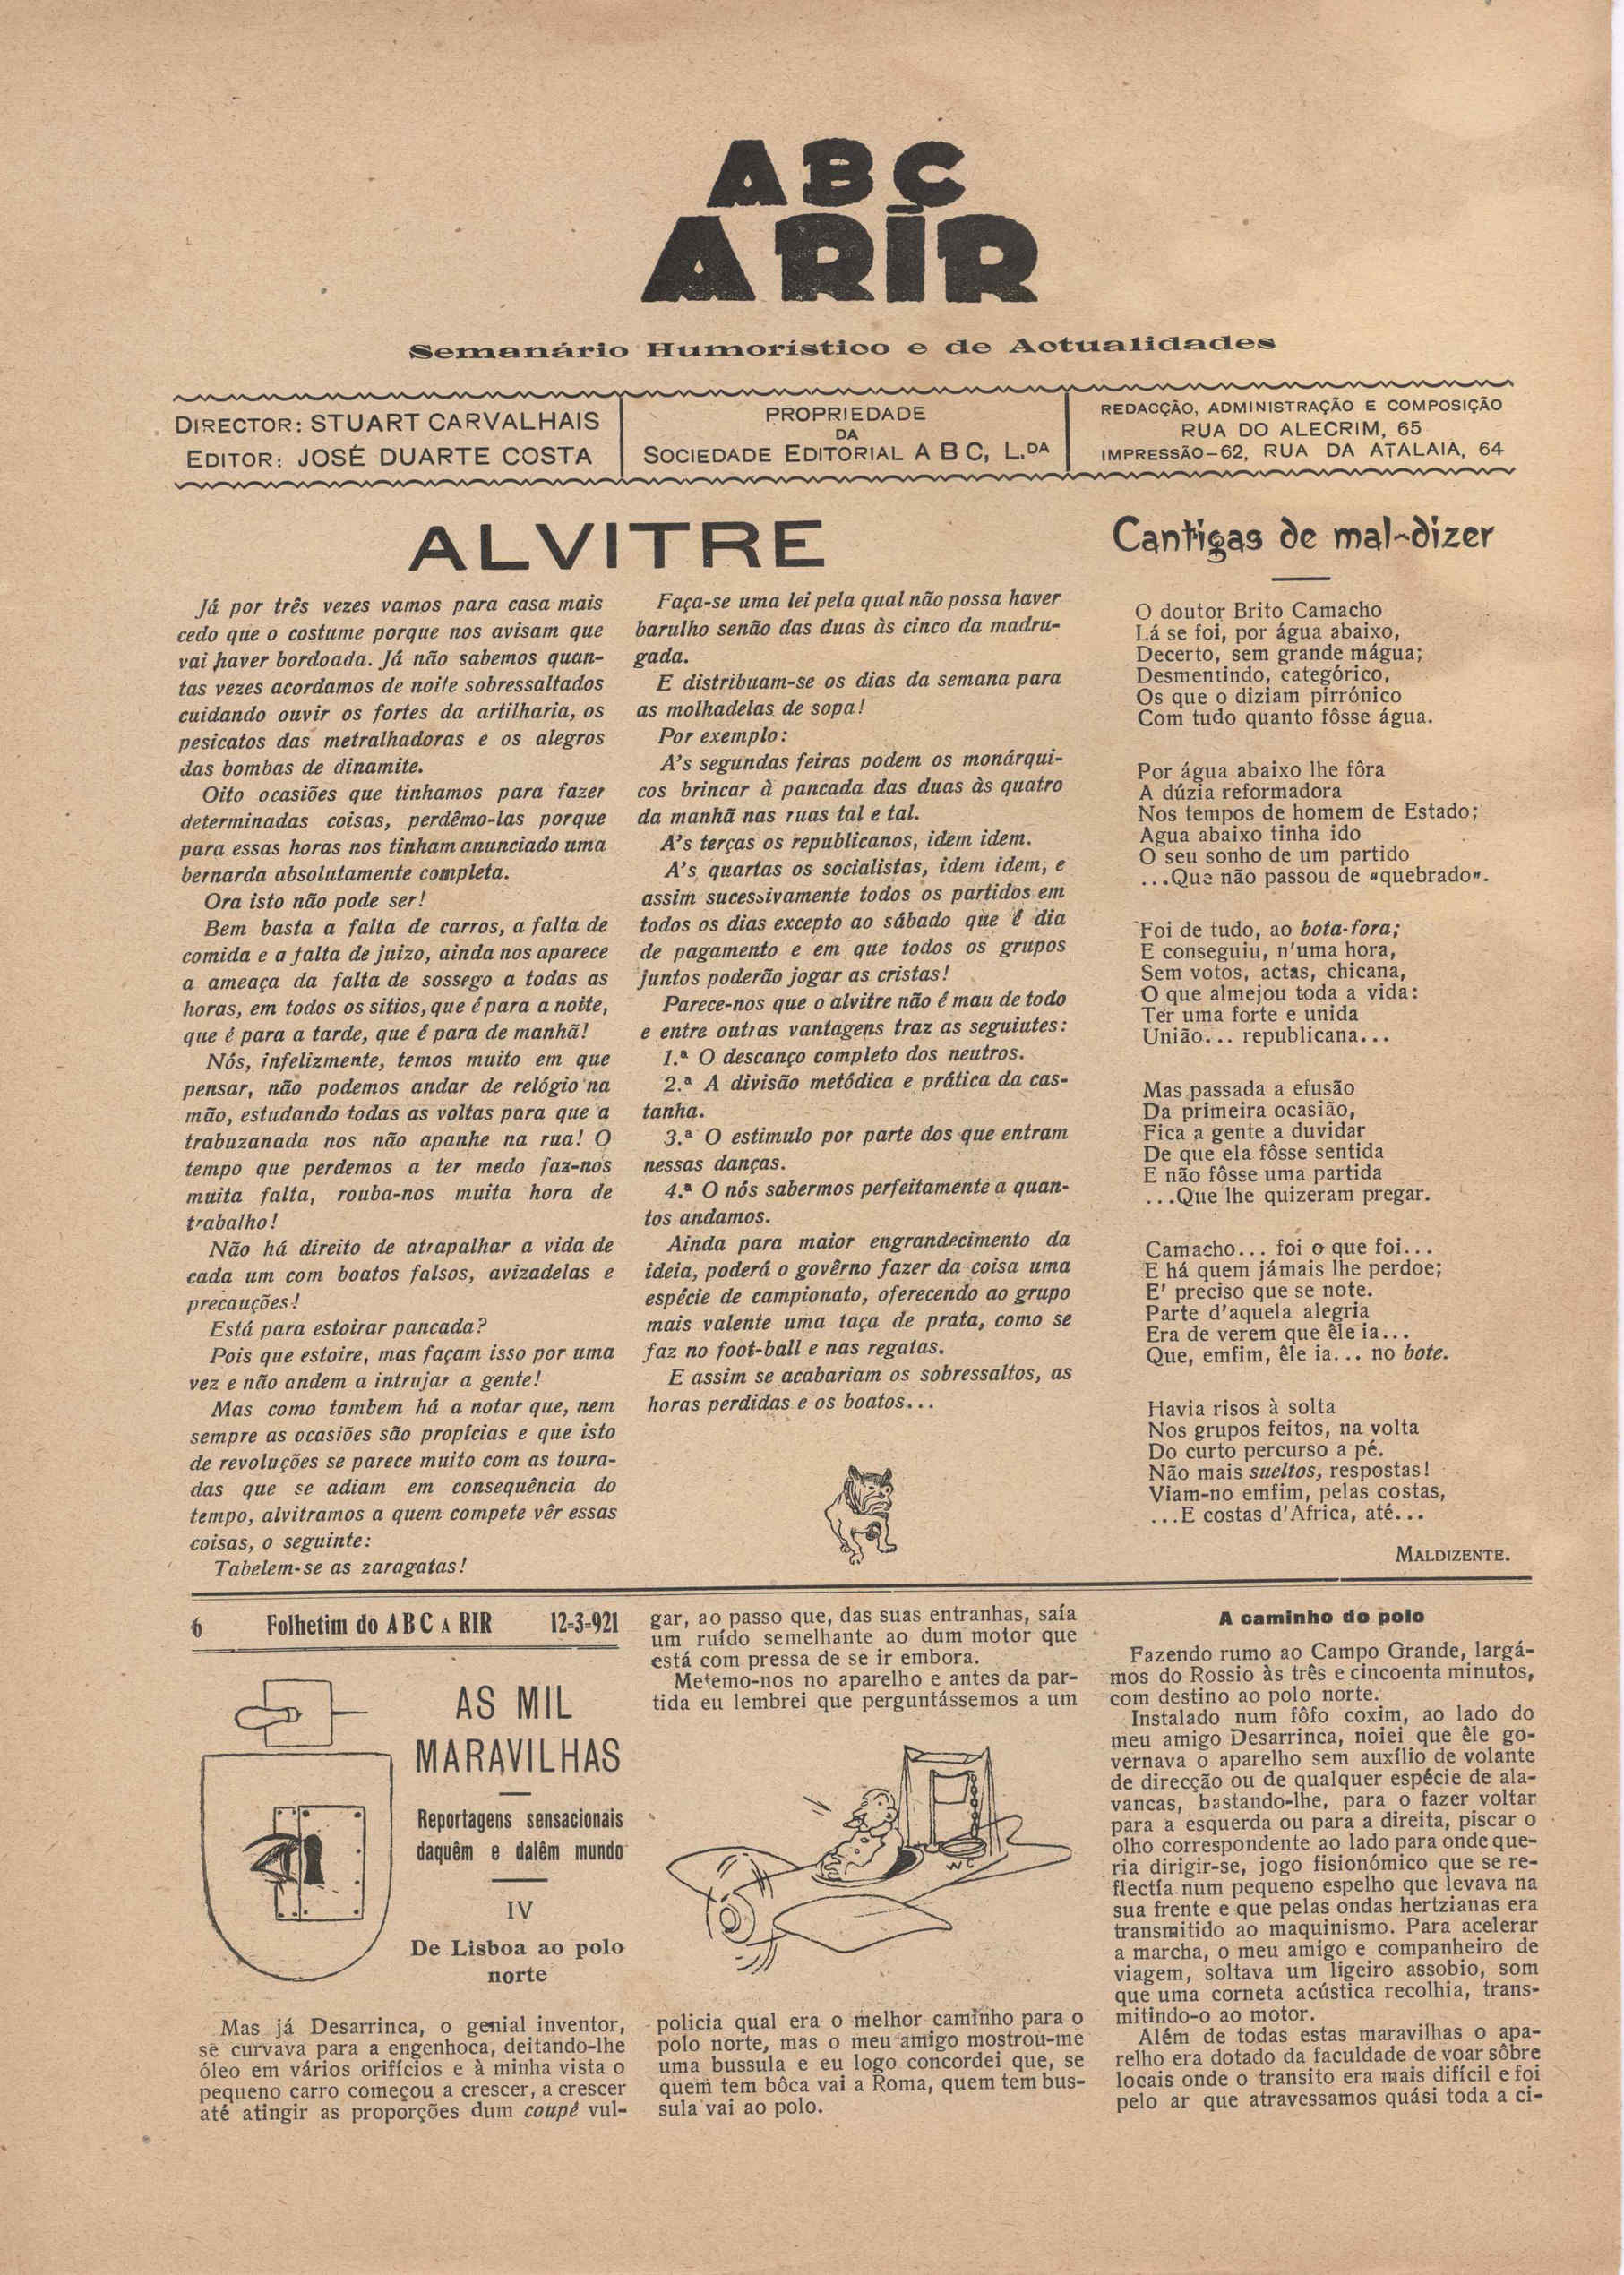 ABC
A RIR
Semanário Humorístico e de Actualidades
DIRECTOR: STUART CARVALHAIS
EDITOR: JOSÉ DUARTE COSTA
PROPRIEDADE
DA
SOCIEDADE EDITORIAL A B C, L.DA
REDACÇÃO, ADMINISTRAÇÃO E COMPOSIÇÃO
RUA DO ALECRIM, 65
IMPRESSÃO-62, RUA DA ATALAIA, 64
ALVITRE
Já por três vezes vamos para casa mais
cedo que o costume porque nos avisam que
vai haver bordoada. Já não sabemos quan-
tas vezes acordamos de noite sobressaltados
cuidando ouvir os fortes da artilharia, os
pesicatos das metralhadoras e os alegros
das bombas de dinamite.
Oito ocasiões que tinhamos para fazer
determinadas coisas, perdêmo-las porque
para essas horas nos tinham anunciado uma
bernarda absolutamente completa.
Ora isto não pode ser!
Bem basta a falta de carros, a falta de
comida e a falta de juizo, ainda nos aparece
a ameaça da falta de sossego a todas as
horas, em todos os sitios, que é para a noite,
que é para a tarde, que é para de manhã!
Nós, infelizmente, temos muito em que
pensar, não podemos andar de relógio na
mão, estudando todas as voltas para que a
trabuzanada nos não apanhe na rua! O
tempo que perdemos a ter medo faz-nos
muita falta, rouba-nos muita hora de
trabalho!
Não há direito de atrapalhar a vida de
cada um com boatos falsos, avizadelas e
precauções!
Está para estoirar pancada?
Pois que estoire, mas façam isso por uma
vez e não andem a intrujar a gente!
Mas como tambem há a notar que, nem
sempre as ocasiões são propícias e que isto
de revoluções se parece muito com as toura-
das que se adiam em consequência do
tempo, alvitramos a quem compete vêr essas
coisas, o seguinte:
Tabelem-se as zaragatas!
Faça-se uma lei pela qual não possa haver
barulho senão das duas às cinco da madru-
gada.
E distribuam-se os dias da semana para
as molhadelas de sopa!
Por exemplo:
A's segundas feiras podem os monárqui-
cos brincar à pancada das duas às quatro
da manhã nas ruas tal e tal.
A's terças os republicanos, idem idem.
A's quartas os socialistas, idem idem, e
assim sucessivamente todos os partidos em
todos os dias excepto ao sábado que é dia
de pagamento e em que todos os grupos
juntos poderão jogar as cristas!
Parece-nos que o alvitre não é mau de todo
e entre outras vantagens traz as seguiutes:
1.ª O descanço completo dos neutros.
2.ª A divisão metódica e prática da cas-
tanha.
3.ª O estimulo por parte dos que entram
nessas danças.
4.ª O nós sabermos perfeitamente a quan-
tos andamos.
Ainda para maior engrandecimento da
ideia, poderá o govêrno fazer da coisa uma
espécie de campionato, oferecendo ao grupo
mais valente uma taça de prata, como se
faz no foot-ball e nas regatas.
E assim se acabariam os sobressaltos, as
horas perdidas e os boatos...
Cantigas de mal-dizer
O doutor Brito Camacho
Lá se foi, por água abaixo,
Decerto, sem grande mágua;
Desmentindo, categórico,
Os que o diziam pirrónico
Com tudo quanto fôsse água.
Por água abaixo lhe fôra
A dúzia reformadora
Nos tempos de homem de Estado;
Agua abaixo tinha ido
O seu sonho de um partido
...Que não passou de «quebrado».
Foi de tudo, ao bota-fora;
E conseguiu, n'uma hora,
Sem votos, actas, chicana,
O que almejou toda a vida:
Ter uma forte e unida
União... republicana...
Mas passada a efusão
Da primeira ocasião,
Fica a gente a duvidar
De que ela fôsse sentida
E não fôsse uma partida
...Que lhe quizeram pregar.
Camacho... foi o que foi...
E há quem jámais lhe perdoe;
E' preciso que se note.
Parte d'aquela alegria
Era de verem que êle ia...
Que, emfim, êle ia... no bote.
Havia risos à solta
Nos grupos feitos, na volta
Do curto percurso a pé.
Não mais sueltos, respostas!
Viam-no emfim, pelas costas,
...E costas d'Africa, até...
MALDIZENTE.
6 Folhetim do A B C A RIR 12-3-921
AS MIL
MARAVILHAS
Reportagens sensacionais
daquêm e dalêm mundo
IV
De Lisboa ao polo
norte
Mas já Desarrinca, o genial inventor,
se curvava para a engenhoca, deitando-lhe
óleo em vários orifícios e à minha vista o
pequeno carro começou a crescer, a crescer
até atingir as proporções dum coupé vul-
gar, ao passo que, das suas entranhas, saía
um ruído semelhante ao dum motor que
está com pressa de se ir embora.
Metemo-nos no aparelho e antes da par-
tida eu lembrei que perguntássemos a um
WC
policia qual era o melhor caminho para o
polo norte, mas o meu amigo mostrou-me
uma bussula e eu logo concordei que, se
quem tem bôca vai a Roma, quem tem bus-
sula vai ao polo.
A caminho do polo
Fazendo rumo ao Campo Grande, largá-
mos do Rossio às três e cincoenta minutos,
com destino ao polo norte.
Instalado num fôfo coxim, ao lado do
meu amigo Desarrinca, noiei que êle go-
vernava o aparelho sem auxílio de volante
de direcção ou de qualquer espécie de ala-
vancas, bastando-lhe, para o fazer voltar
para a esquerda ou para a direita, piscar o
olho correspondente ao lado para onde que-
ria dirigir-se, jogo fisionómico que se re-
flectía num pequeno espelho que levava na
sua frente e que pelas ondas hertzianas era
transmitido ao maquinismo. Para acelerar
a marcha, o meu amigo e companheiro de
viagem, soltava um ligeiro assobio, som
que uma corneta acústica recolhia, trans-
mitindo-o ao motor.
Além de todas estas maravilhas o apa-
relho era dotado da faculdade de voar sôbre
locais onde o transito era mais difícil e foi
pelo ar que atravessamos quási toda a ci-